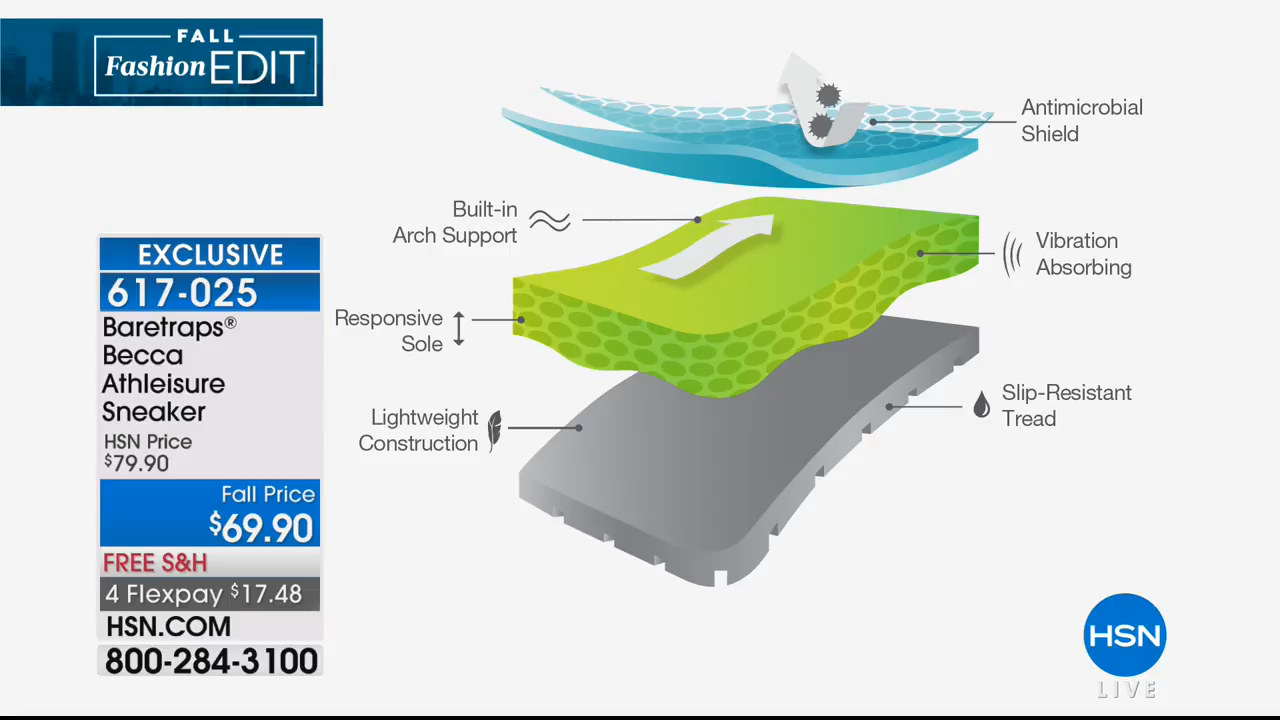 FALL
Fashion EDIT
Antimicrobial
Shield
Built-in
Arch Support
Vibration
Absorbing
Responsive
Sole
Lightweight
Construction
Slip-Resistant
Tread
EXCLUSIVE
617-025
Baretraps®
Becca
Athleisure
Sneaker
HSN Price
$79.90
Fall Price
$69.90
FREE S&H
4 Flexpay $17.48
HSN.COM
800-284-3100
HSN
LIVE